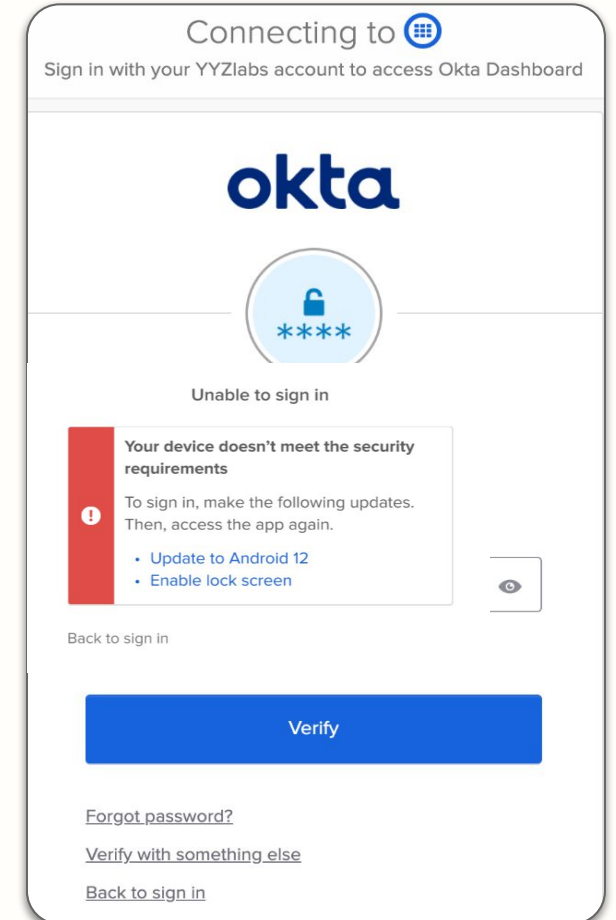 Connecting to
Sign in with your YYZlabs account to access Okta Dashboard
okta
****
Unable to sign in
Your device doesn’t meet the security
requirements
To sign in, make the following updates.
Then, access the app again.
• Update to Android 12
• Enable lock screen
Back to sign in
Verify
Forgot password?
Verify with something else
Back to sign in